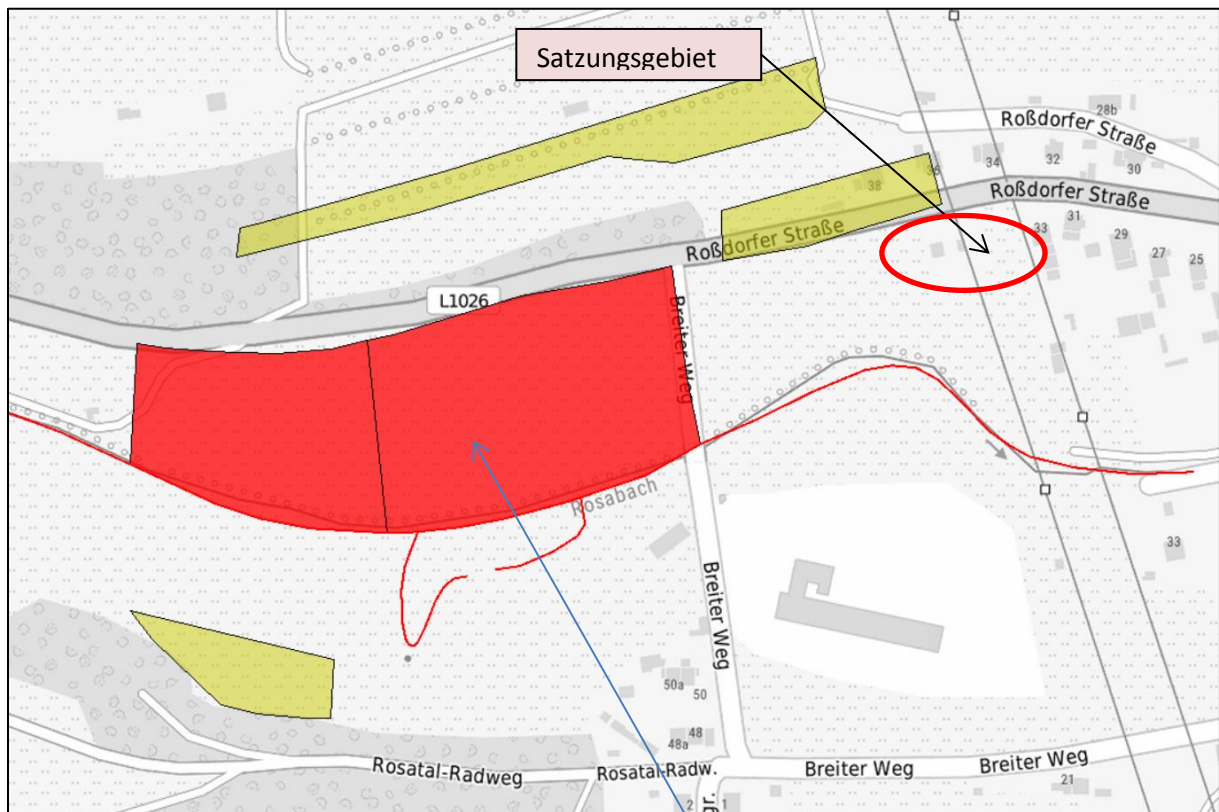 Satzungsgebiet
28b
Roßdorfer Straße
36
34
32
30
38
Roßdorfer Straße
Roßdorfer Straße
33
31
29
27
25
L1026
Breiter Weg
Rosabach
33
Breiter Weg
50a
50
48
48a
Rosatal-Radweg
Rosatal-Radw.
Breiter Weg
Breiter Weg
21
2
1
gr.